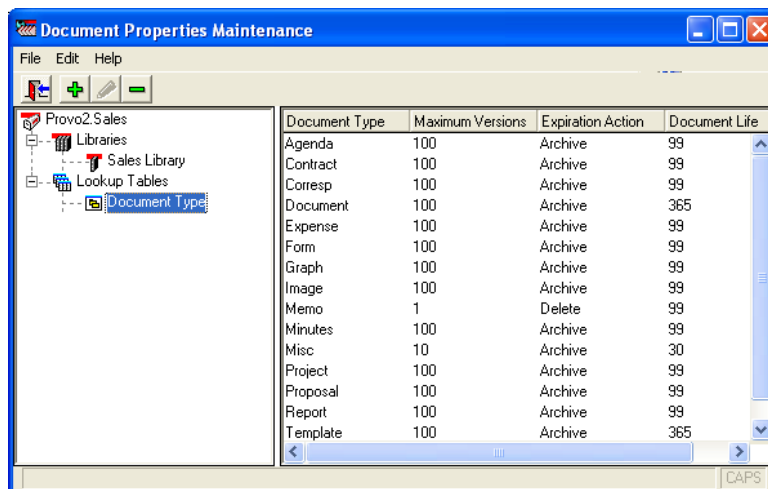 Document Properties Maintenance
File Edit Help
Provo2.Sales
Libraries
Sales Library
Lookup Tables
Document Type
Document Type Maximum Versions Expiration Action Document Life
Agenda 100 Archive 99
Contract 100 Archive 99
Corresp 100 Archive 99
Document 100 Archive 365
Expense 100 Archive 99
Form 100 Archive 99
Graph 100 Archive 99
Image 100 Archive 99
Memo 1 Delete 99
Minutes 100 Archive 99
Misc 10 Archive 30
Project 100 Archive 99
Proposal 100 Archive 99
Report 100 Archive 99
Template 100 Archive 365
CAPS